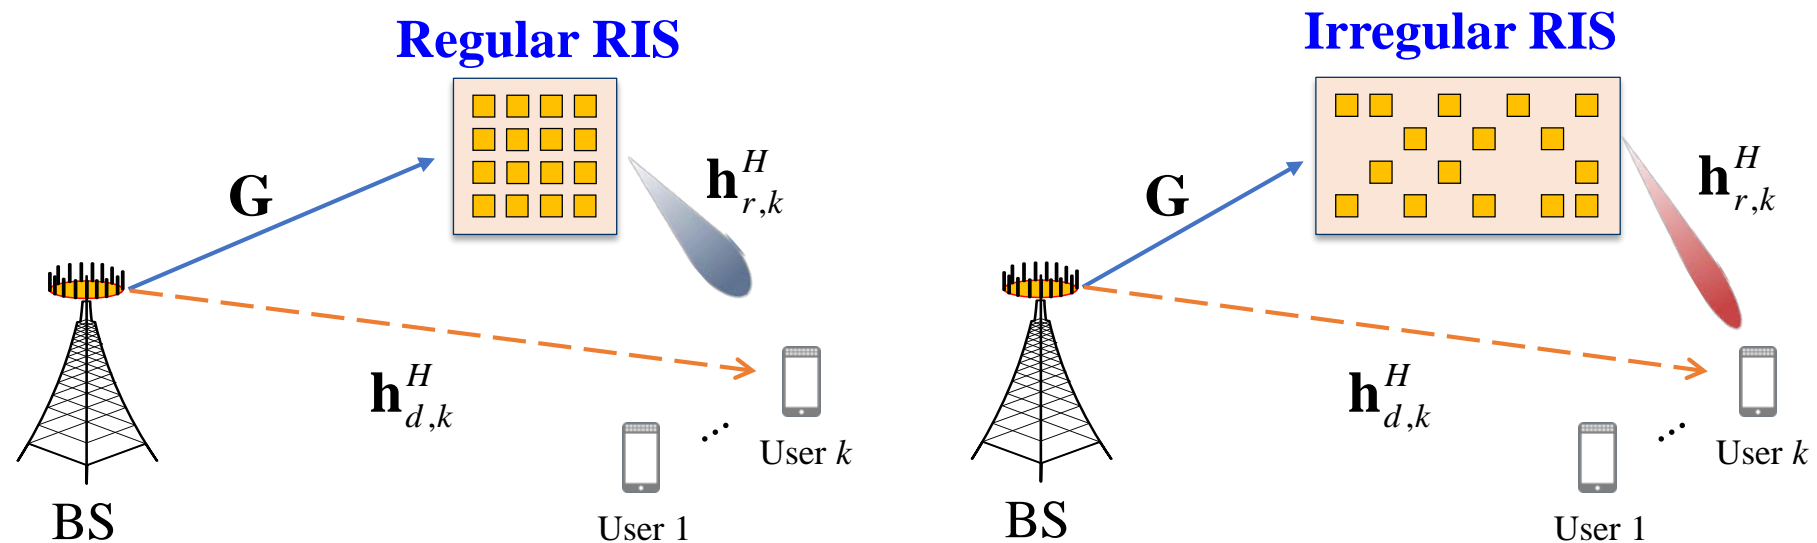 Regular RIS
G
h_{r,k}^H
h_{d,k}^H
...
User k
User 1
BS
Irregular RIS
G
h_{r,k}^H
h_{d,k}^H
...
User k
User 1
BS